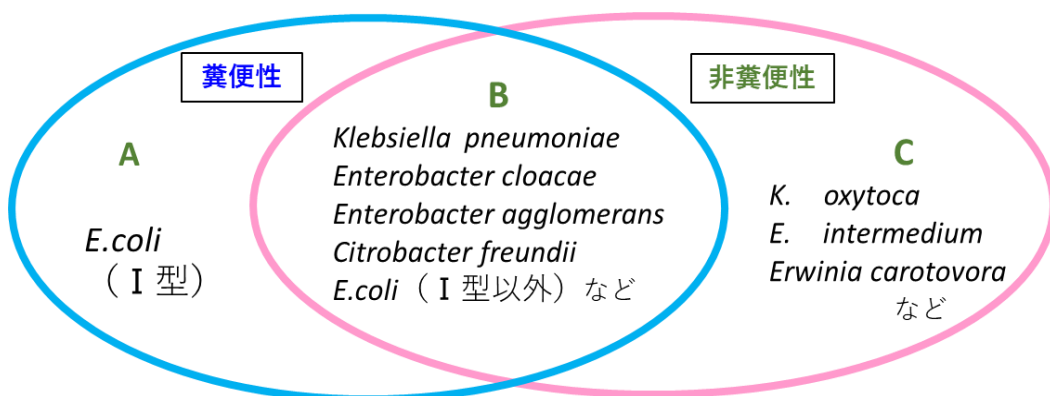 糞便性
非糞便性
A
E.coli
（Ⅰ型）
B
Klebsiella pneumoniae
Enterobacter cloacae
Enterobacter agglomerans
Citrobacter freundii
E.coli（Ⅰ型以外）など
C
K. oxytoca
E. intermedium
Erwinia carotovora
など